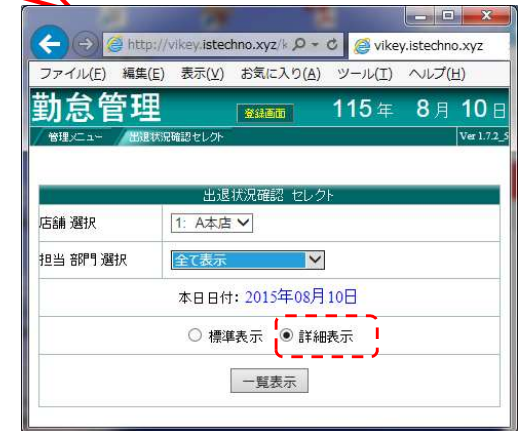 http://vikey.istechno.xyz/k
vikey.istechno.xyz
ファイル(F) 編集(E) 表示(V) お気に入り(A) ツール(T) ヘルプ(H)
勤怠管理 登録画面 115年 8月 10日
管理メニュー 出退状況確認セレクト Ver 1.7.2_5
出退状況確認 セレクト
店舗 選択 1: A本店
担当 部門 選択 全て表示
本日日付: 2015年08月10日
標準表示 詳細表示
一覧表示